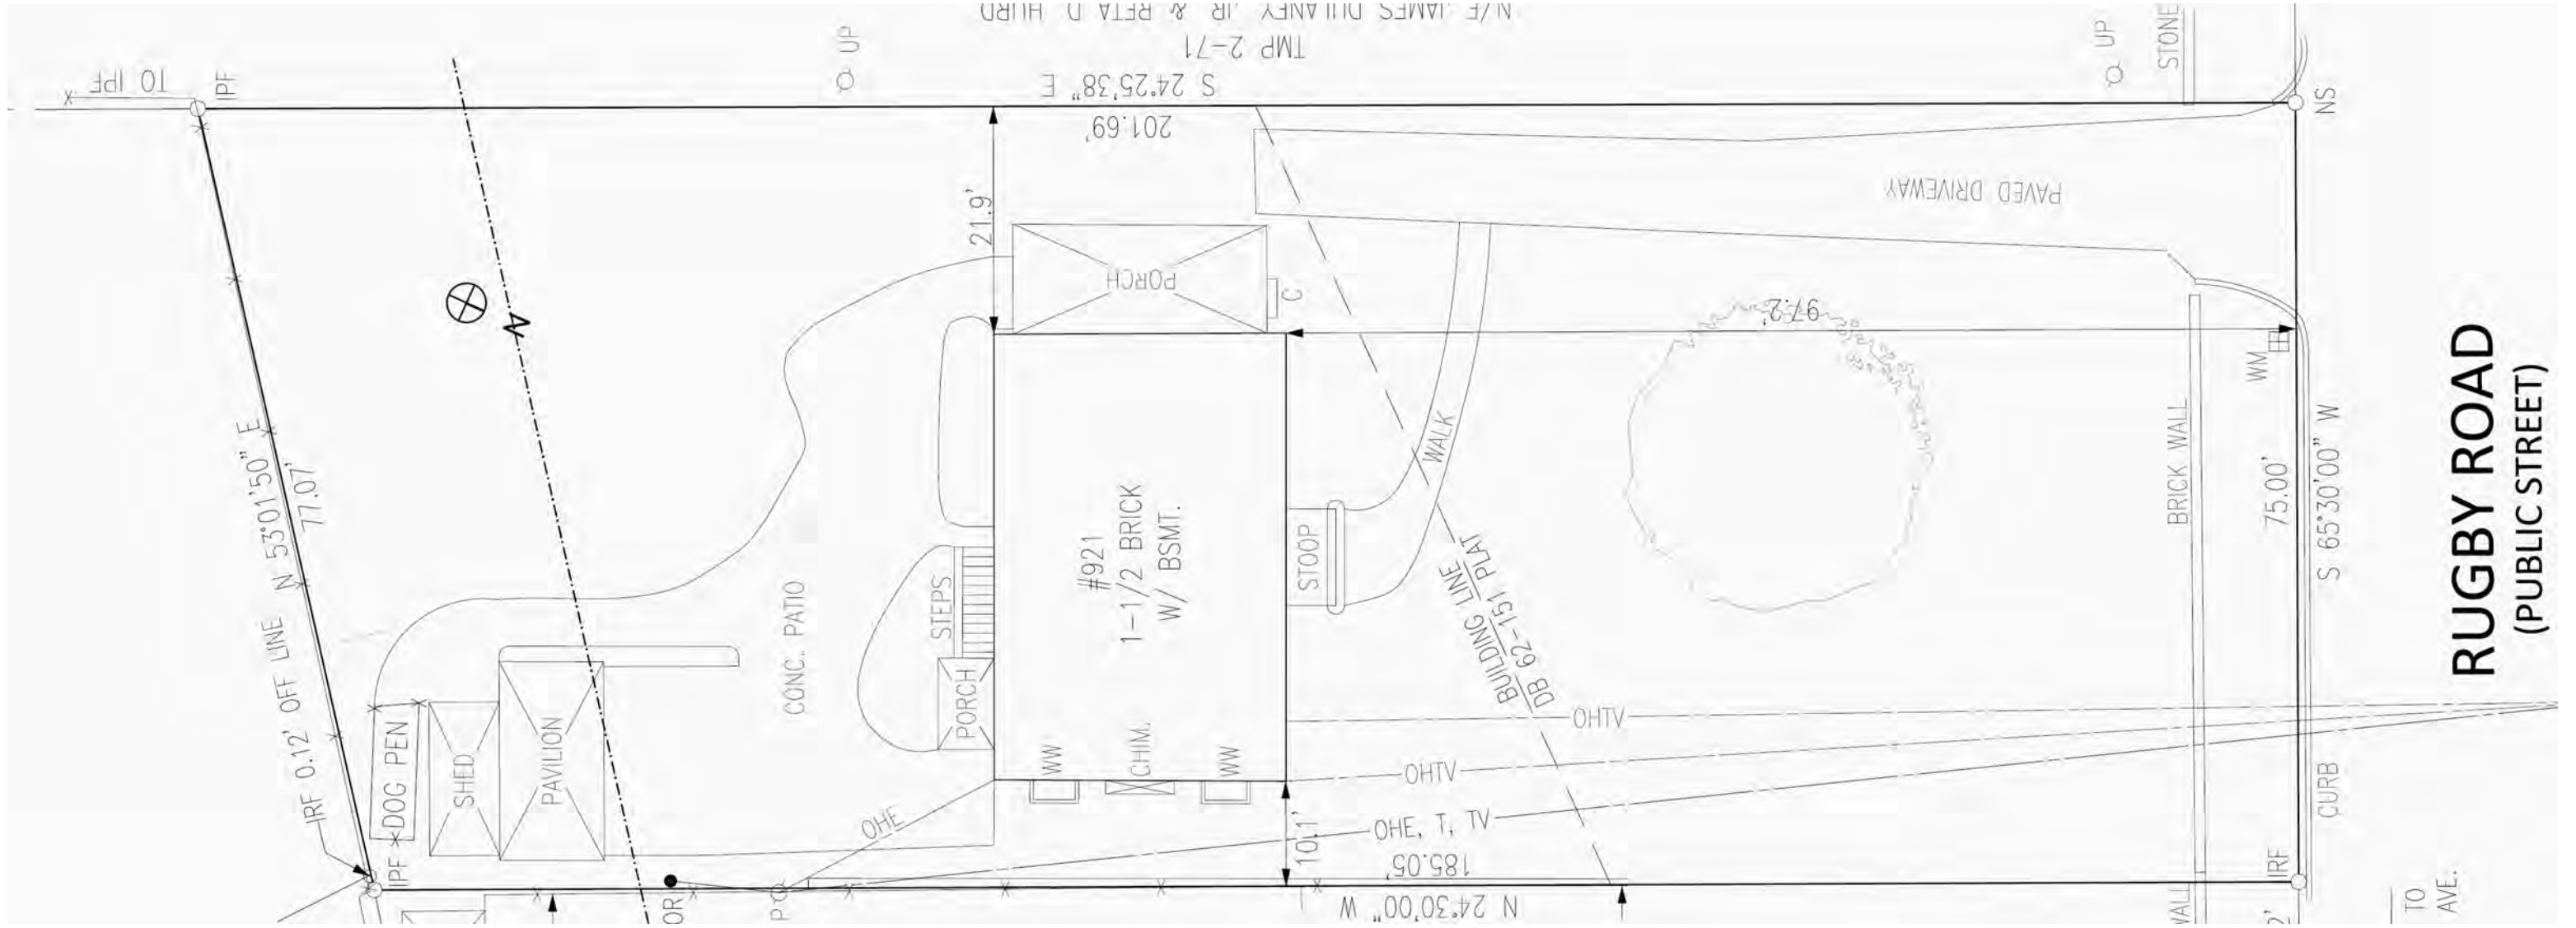 N/F JAMES DULANEY, JR & RETA D. HURD
TMP 2-71
S 24°25'38" E
201.69'
TO IPF
IPF
UP
UP
STONE
NS
PAVED DRIVEWAY
21.9'
PORCH
C
97.2'
WM
N
N 53°01'50" E
77.07'
IRF 0.12' OFF LINE
WALK
BRICK WALL
75.00'
S 65°30'00" W
RUGBY ROAD
(PUBLIC STREET)
#921
1-1/2 BRICK
W/ BSMT.
STOOP
STEPS
PORCH
CONC. PATIO
BUILDING LINE
DB 62-151 PLAT
DOG PEN
SHED
PAVILION
WW
CHIM.
WW
OHTV
OHTV
OHE, T, TV
OHE
10.1'
185.05'
N 24°30'00" W
IPF
IRF
CURB
TO
AVE.